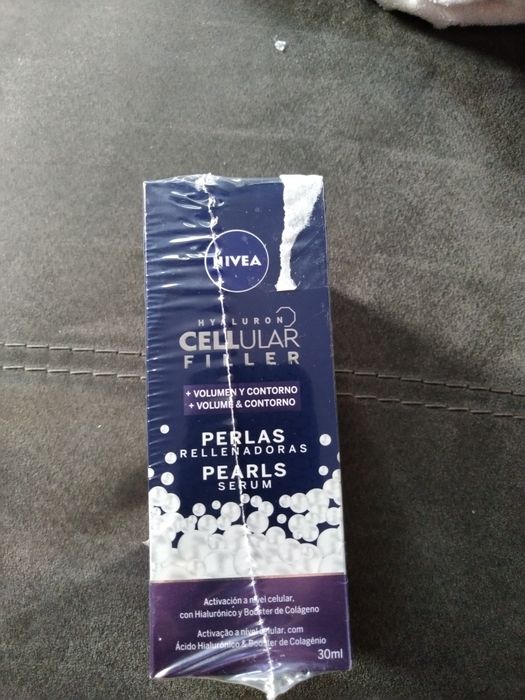 NIVEA
HYALURON
CELLULAR
FILLER
+ VOLUMEN Y CONTORNO
+ VOLUME & CONTORNO
PERLAS
RELLENADORAS
PEARLS
SERUM
Activación a nivel celular,
con Hialurónico y Booster de Colágeno
Activação a nível celular, com
Ácido Hialurónico & Booster de Colagénio
30ml